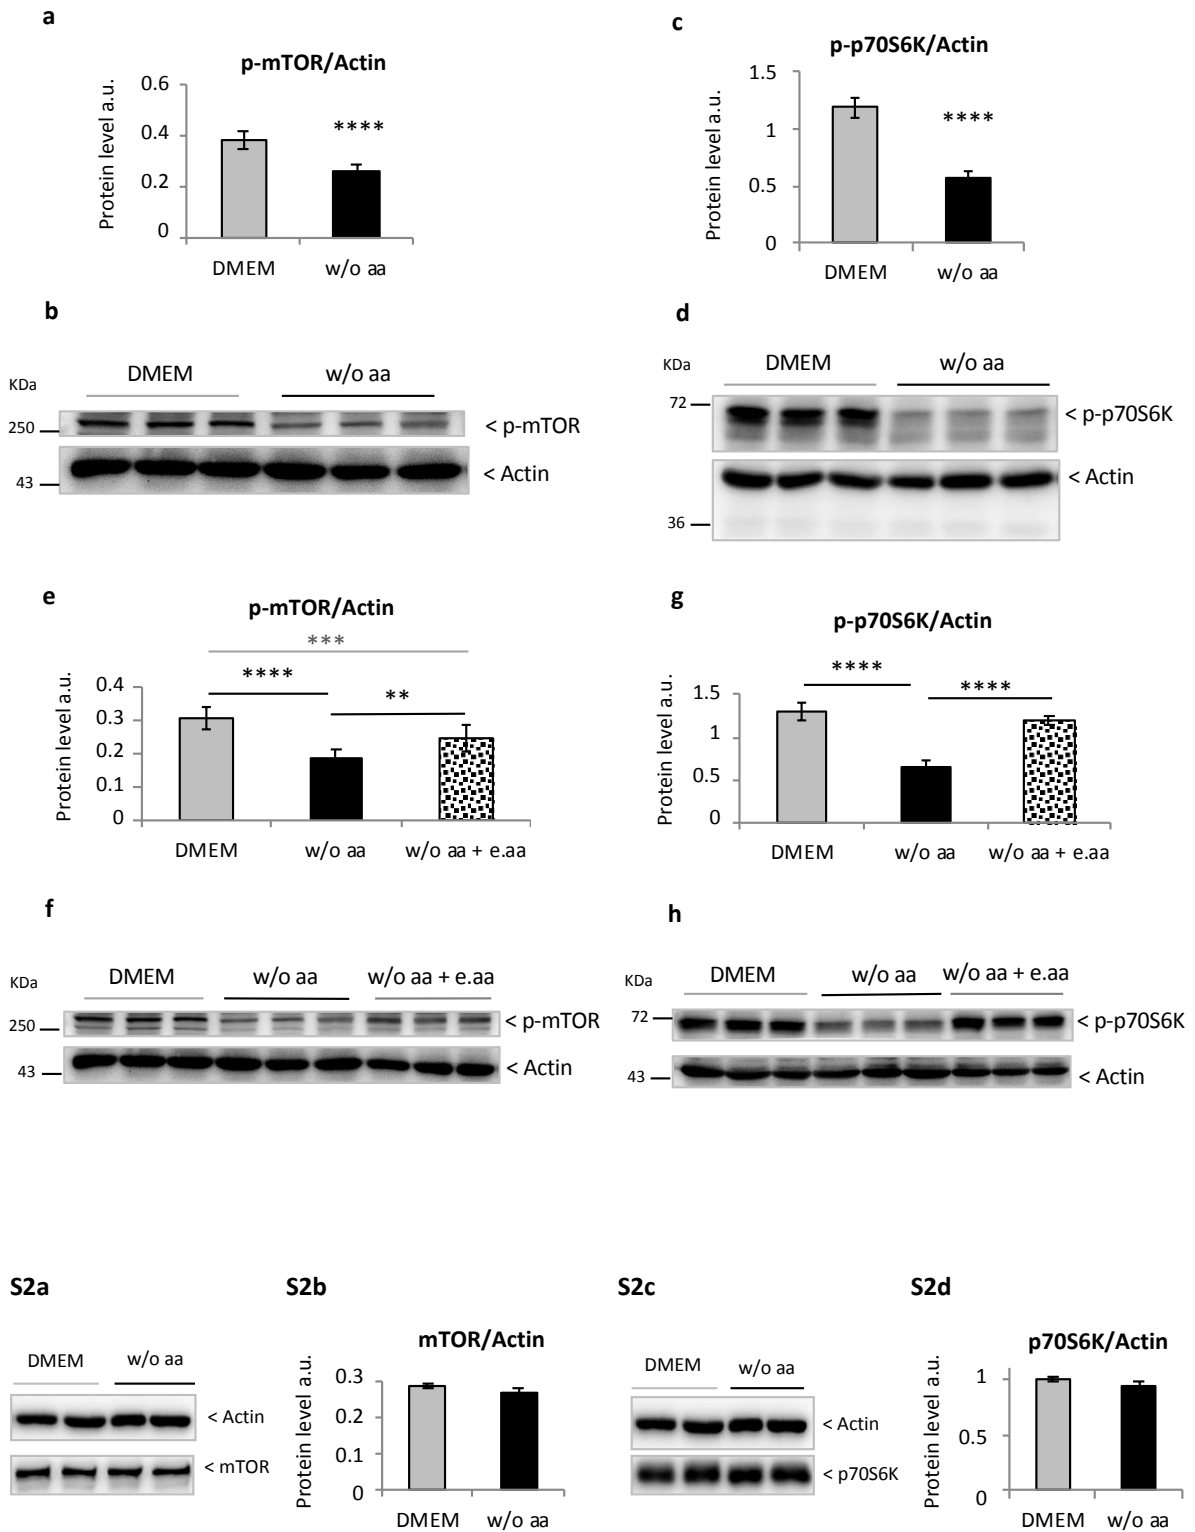 a
p-mTOR/Actin
Protein level a.u.
0.6
0.4
0.2
0
****
DMEM
w/o aa
c
p-p70S6K/Actin
Protein level a.u.
1.5
1
0.5
0
****
DMEM
w/o aa
b
KDa
DMEM
w/o aa
250
< p-mTOR
43
< Actin
d
DMEM
w/o aa
72
< p-p70S6K
< Actin
36
e
p-mTOR/Actin
***
****
**
Protein level a.u.
0.4
0.3
0.2
0.1
0
DMEM
w/o aa
w/o aa + e.aa
g
p-p70S6K/Actin
****
****
Protein level a.u.
1.5
1
0.5
0
DMEM
w/o aa
w/o aa + e.aa
f
KDa
DMEM
w/o aa
w/o aa + e.aa
250
< p-mTOR
43
< Actin
h
KDa
DMEM
w/o aa
w/o aa + e.aa
72
< p-p70S6K
43
< Actin
S2a
DMEM
w/o aa
< Actin
< mTOR
S2b
mTOR/Actin
Protein level a.u.
0.3
0.2
0.1
0
DMEM
w/o aa
S2c
DMEM
w/o aa
< Actin
< p70S6K
S2d
p70S6K/Actin
Protein level a.u.
1
0.5
0
DMEM
w/o aa